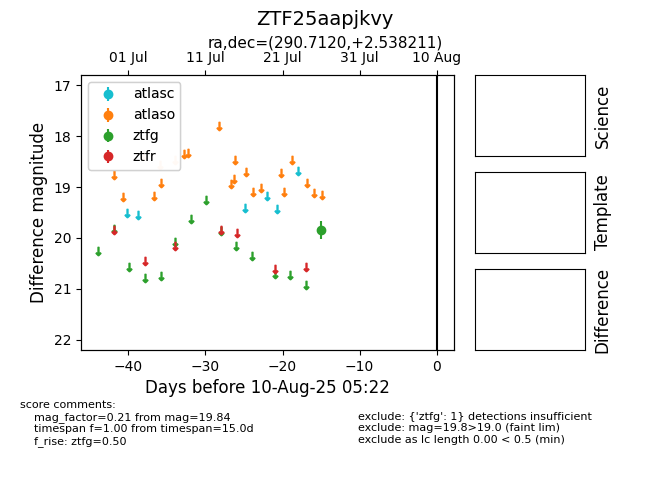 ZTF25aapjkvy
ra,dec=(290.7120,+2.538211)
01 Jul 11 Jul 21 Jul 31 Jul 10 Aug
17
18
19
20
21
22
Difference magnitude
atlasc
atlaso
ztfg
ztfr
−40 −30 −20 −10 0
Days before 10-Aug-25 05:22
Science
Template
Difference
score comments:
mag_factor=0.21 from mag=19.84
timespan f=1.00 from timespan=15.0d
f_rise: ztfg=0.50
exclude: {'ztfg': 1} detections insufficient
exclude: mag=19.8>19.0 (faint lim)
exclude as lc length 0.00 < 0.5 (min)